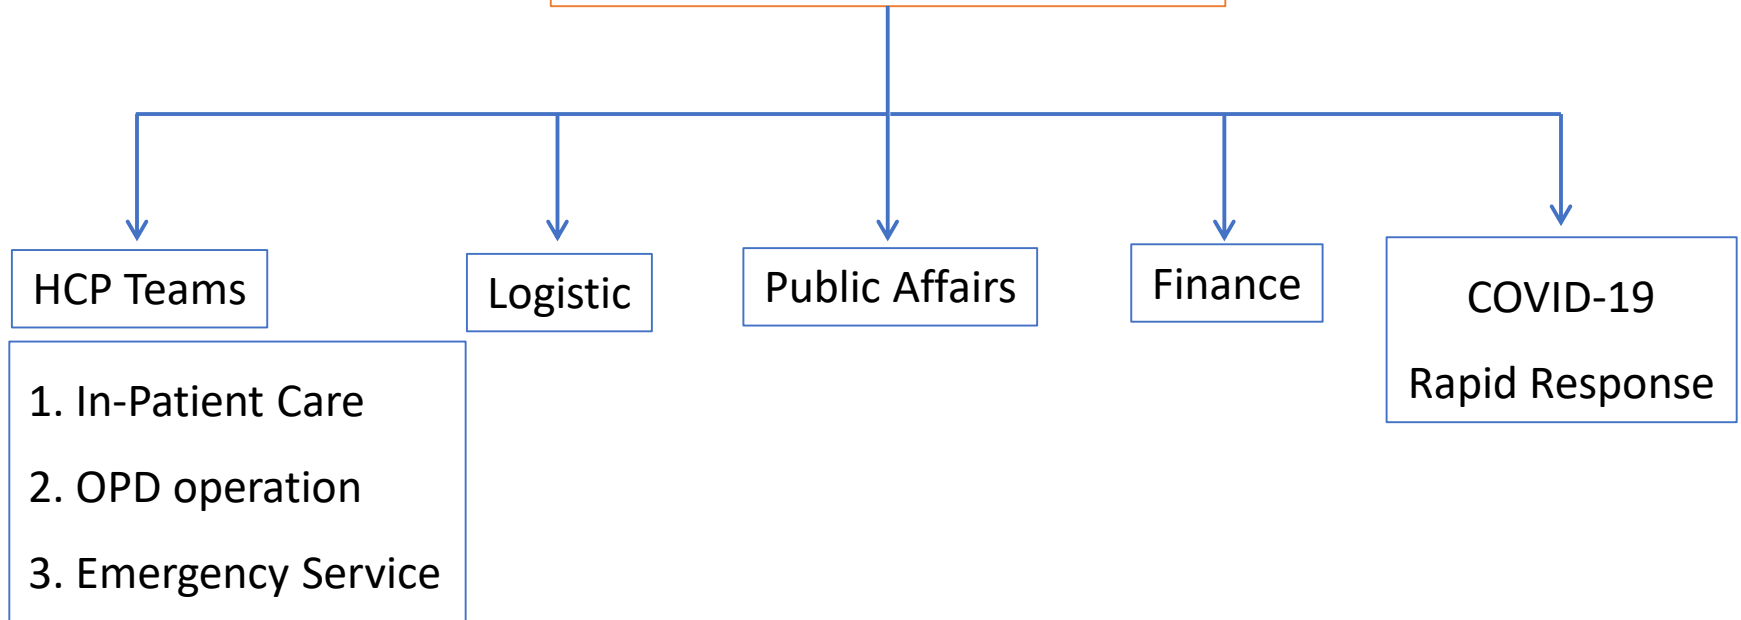 HCP Teams
Logistic
Public Affairs
Finance
COVID-19
Rapid Response
1. In-Patient Care
2. OPD operation
3. Emergency Service